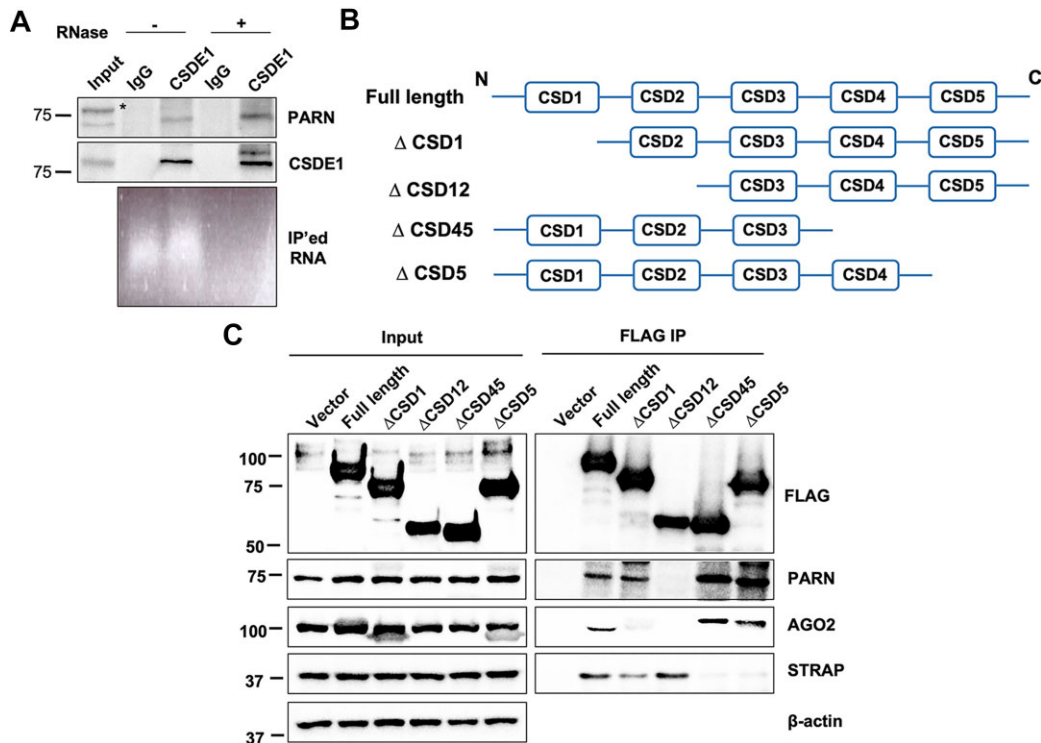 A
RNase - +
Input IgG CSDE1 IgG CSDE1
75 * PARN
75 CSDE1
IP'ed
RNA
B
N C
Full length CSD1 CSD2 CSD3 CSD4 CSD5
Δ CSD1 CSD2 CSD3 CSD4 CSD5
Δ CSD12 CSD3 CSD4 CSD5
Δ CSD45 CSD1 CSD2 CSD3
Δ CSD5 CSD1 CSD2 CSD3 CSD4
C
Input FLAG IP
Vector Full length ΔCSD1 ΔCSD12 ΔCSD45 ΔCSD5 Vector Full length ΔCSD1 ΔCSD12 ΔCSD45 ΔCSD5
100
75 FLAG
50
75 PARN
100 AGO2
37 STRAP
37 β-actin